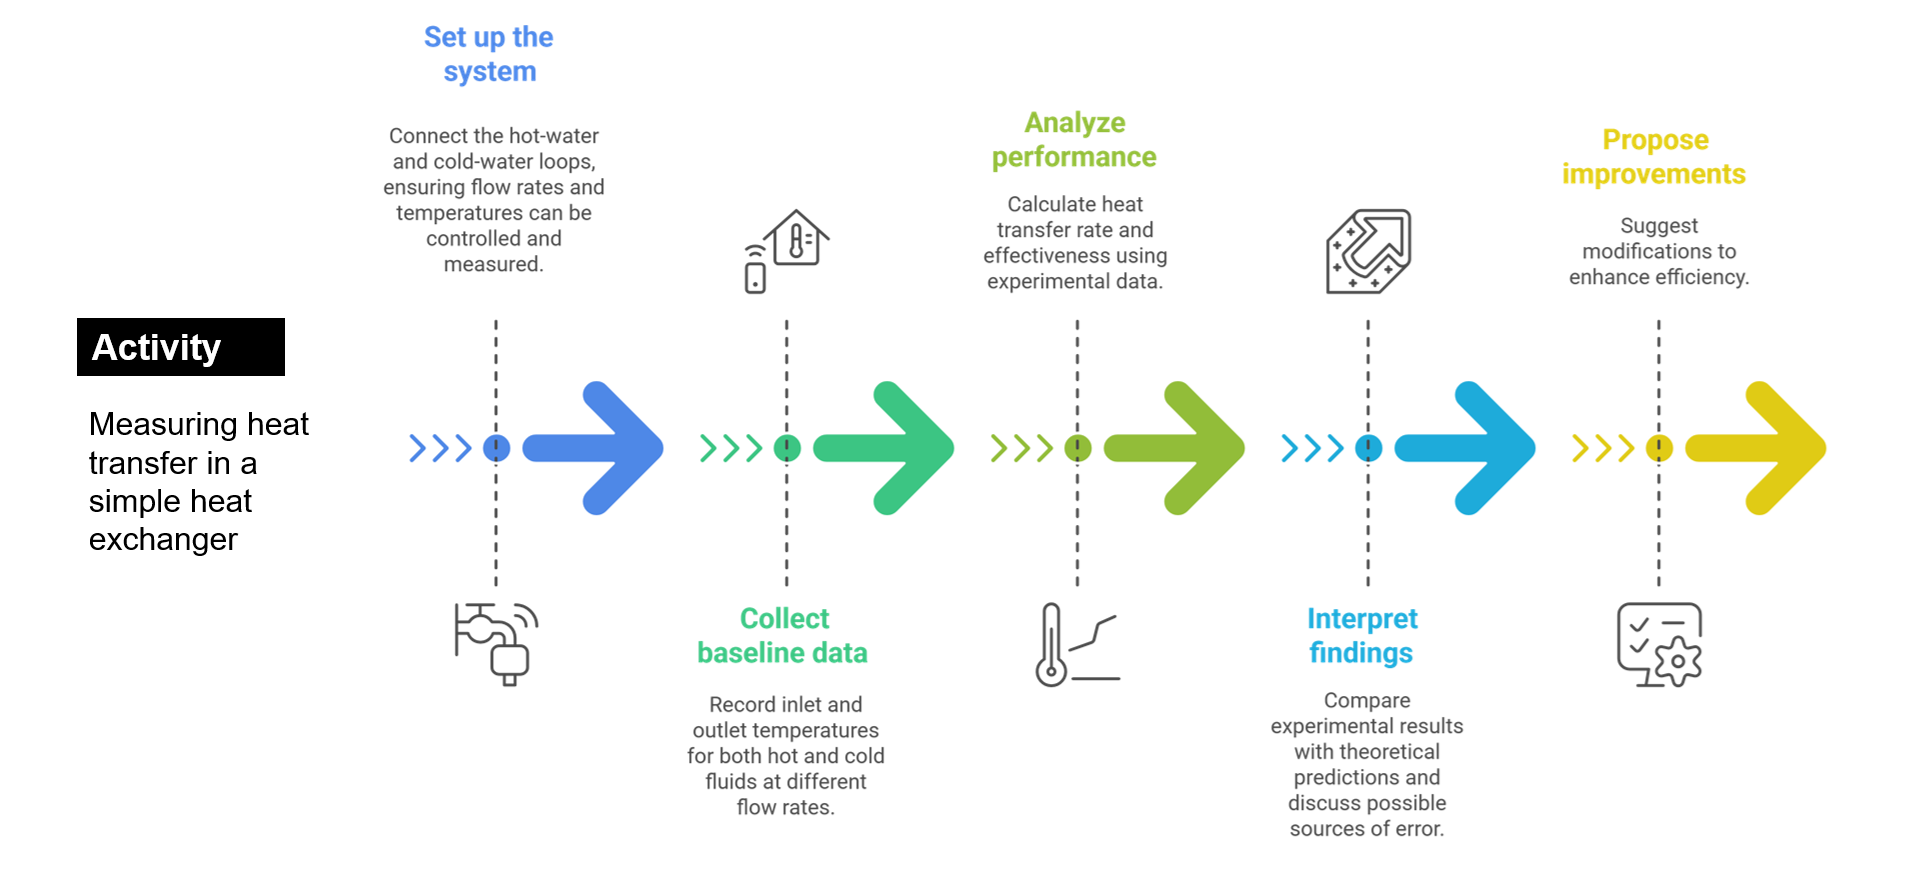 Activity
Measuring heat
transfer in a
simple heat
exchanger
Set up the
system
Connect the hot-water
and cold-water loops,
ensuring flow rates and
temperatures can be
controlled and
measured.
Collect
baseline data
Record inlet and
outlet temperatures
for both hot and cold
fluids at different
flow rates.
Analyze
performance
Calculate heat
transfer rate and
effectiveness using
experimental data.
Interpret
findings
Compare
experimental results
with theoretical
predictions and
discuss possible
sources of error.
Propose
improvements
Suggest
modifications to
enhance efficiency.